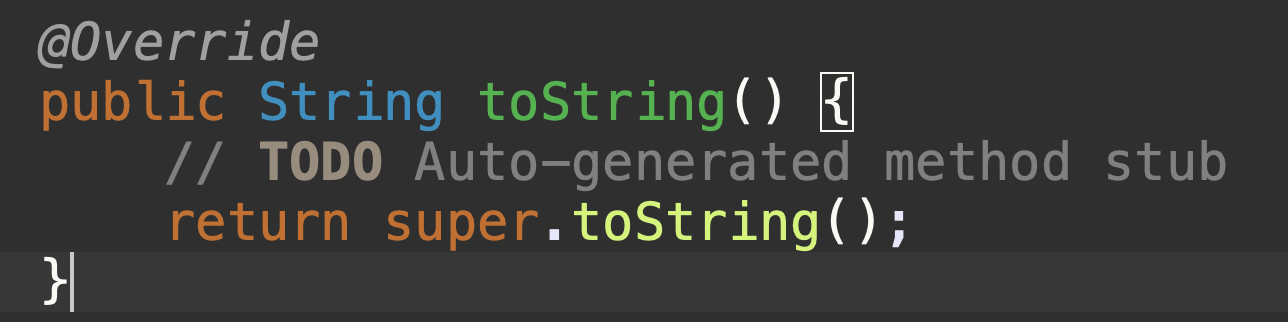 @Override
public String toString() {
    // TODO Auto-generated method stub
    return super.toString();
}